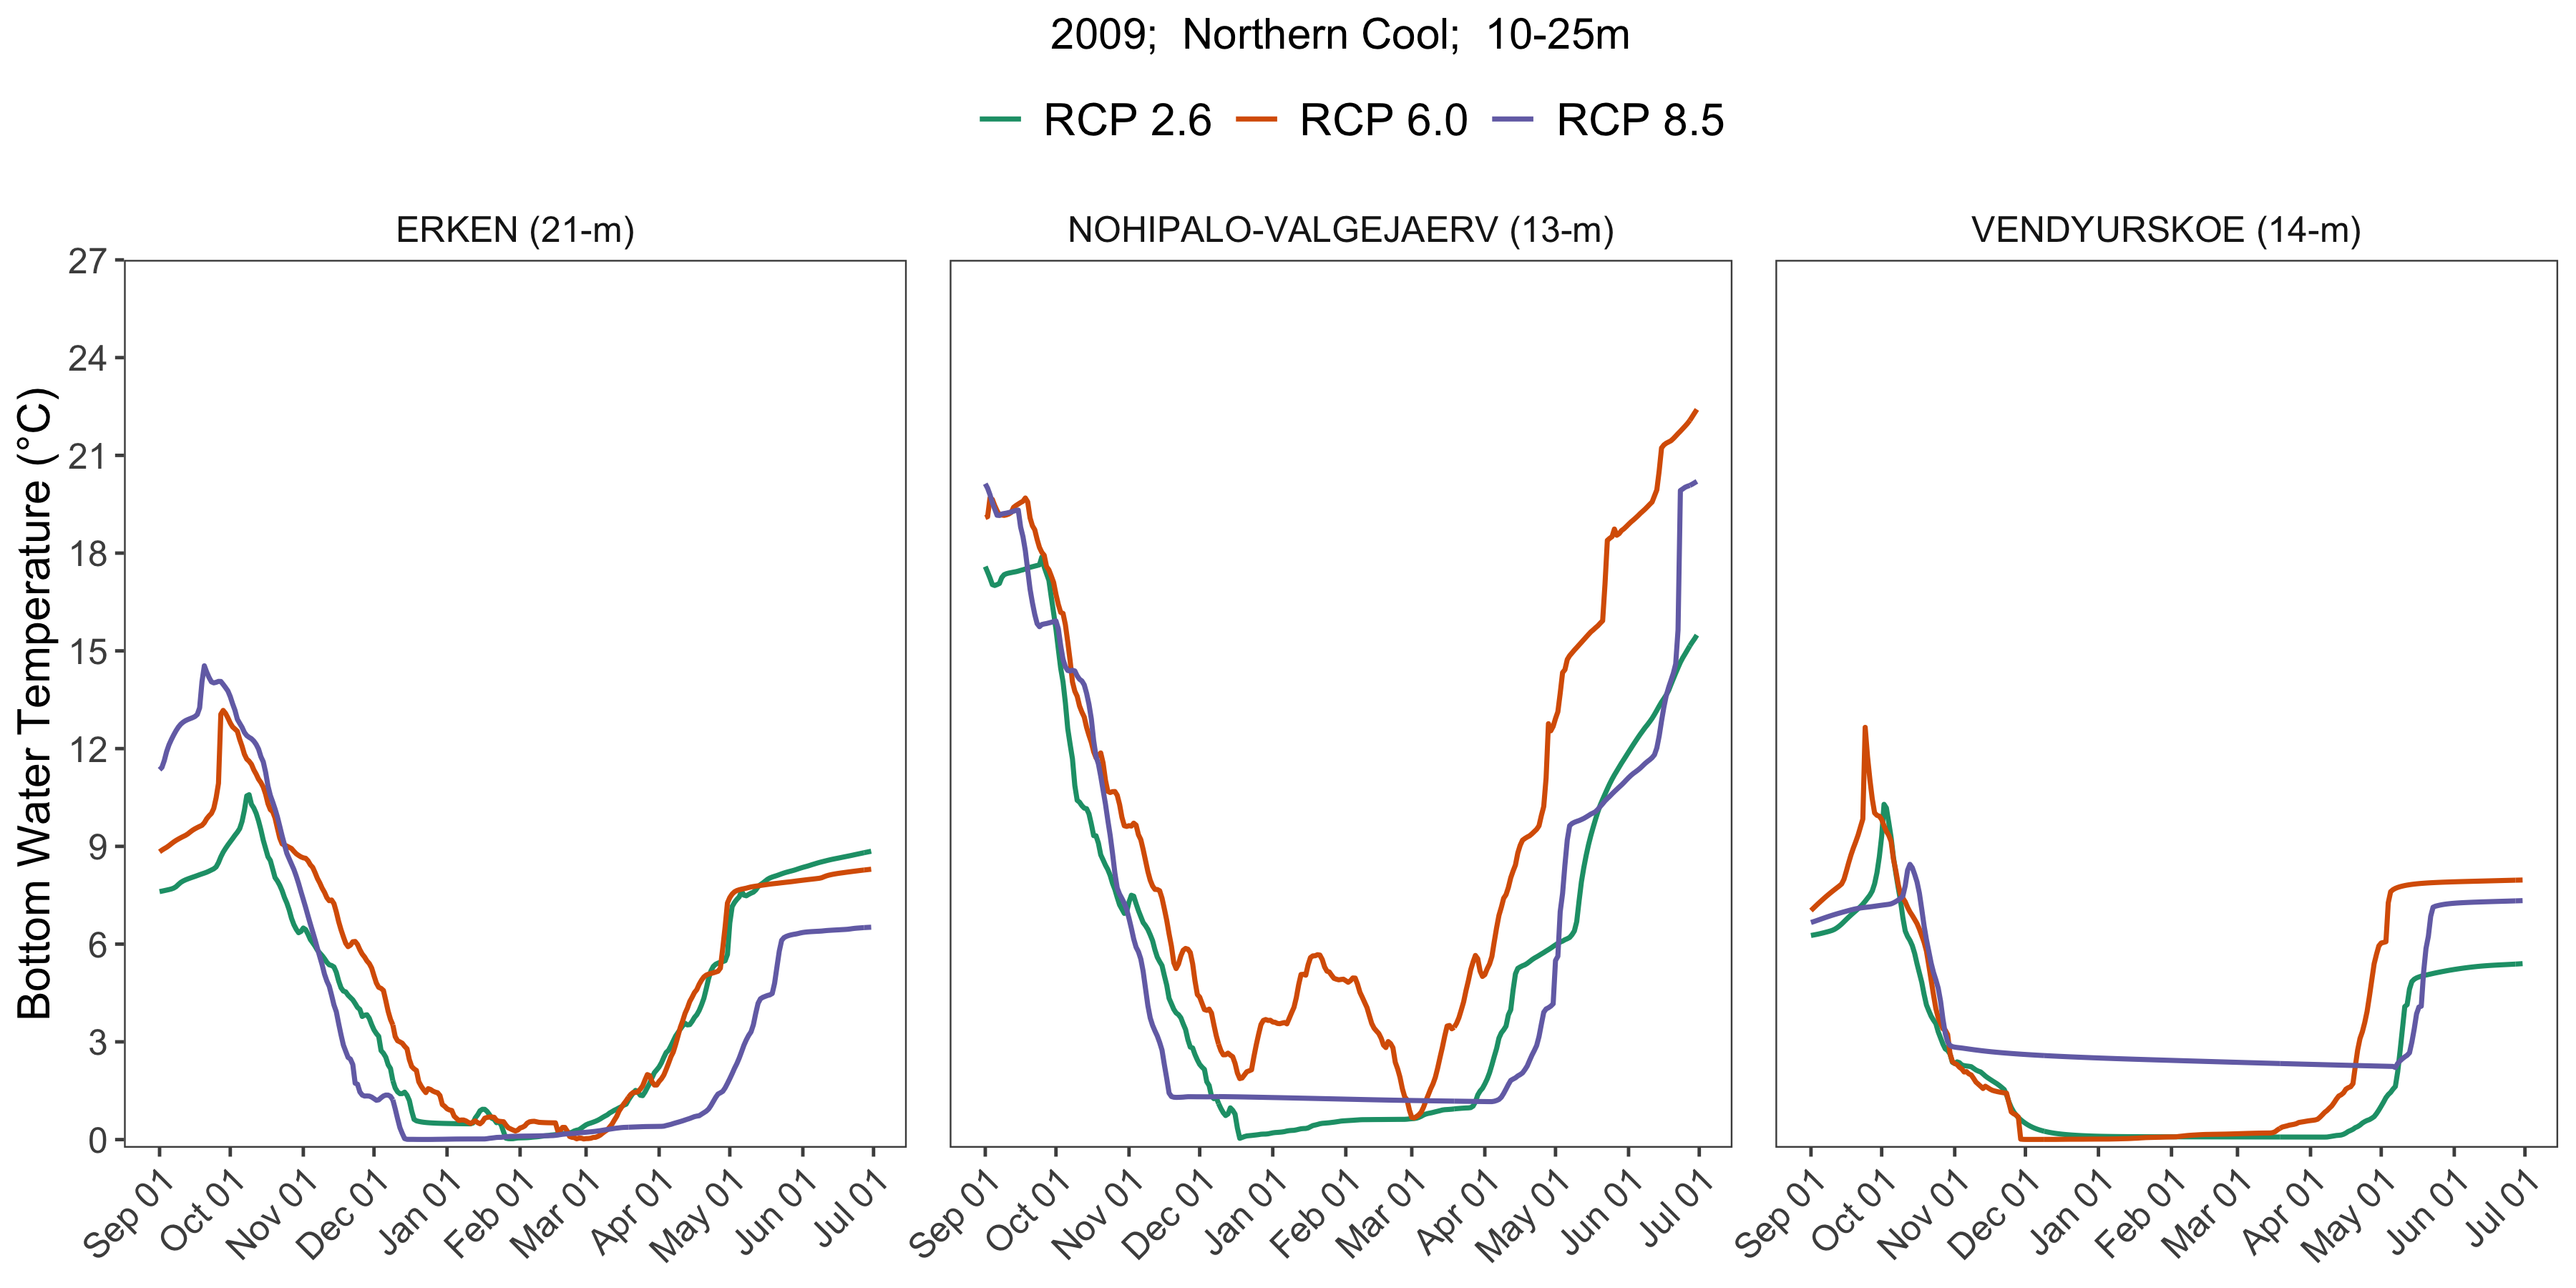 2009;  Northern Cool;  10-25m
RCP 2.6 RCP 6.0 RCP 8.5
ERKEN (21-m) NOHIPALO-VALGEJAERV (13-m) VENDYURSKOE (14-m)
Bottom Water Temperature (°C)
27
24
21
18
15
12
9
6
3
0
Sep 01 Oct 01 Nov 01 Dec 01 Jan 01 Feb 01 Mar 01 Apr 01 May 01 Jun 01 Jul 01 Sep 01 Oct 01 Nov 01 Dec 01 Jan 01 Feb 01 Mar 01 Apr 01 May 01 Jun 01 Jul 01 Sep 01 Oct 01 Nov 01 Dec 01 Jan 01 Feb 01 Mar 01 Apr 01 May 01 Jun 01 Jul 01